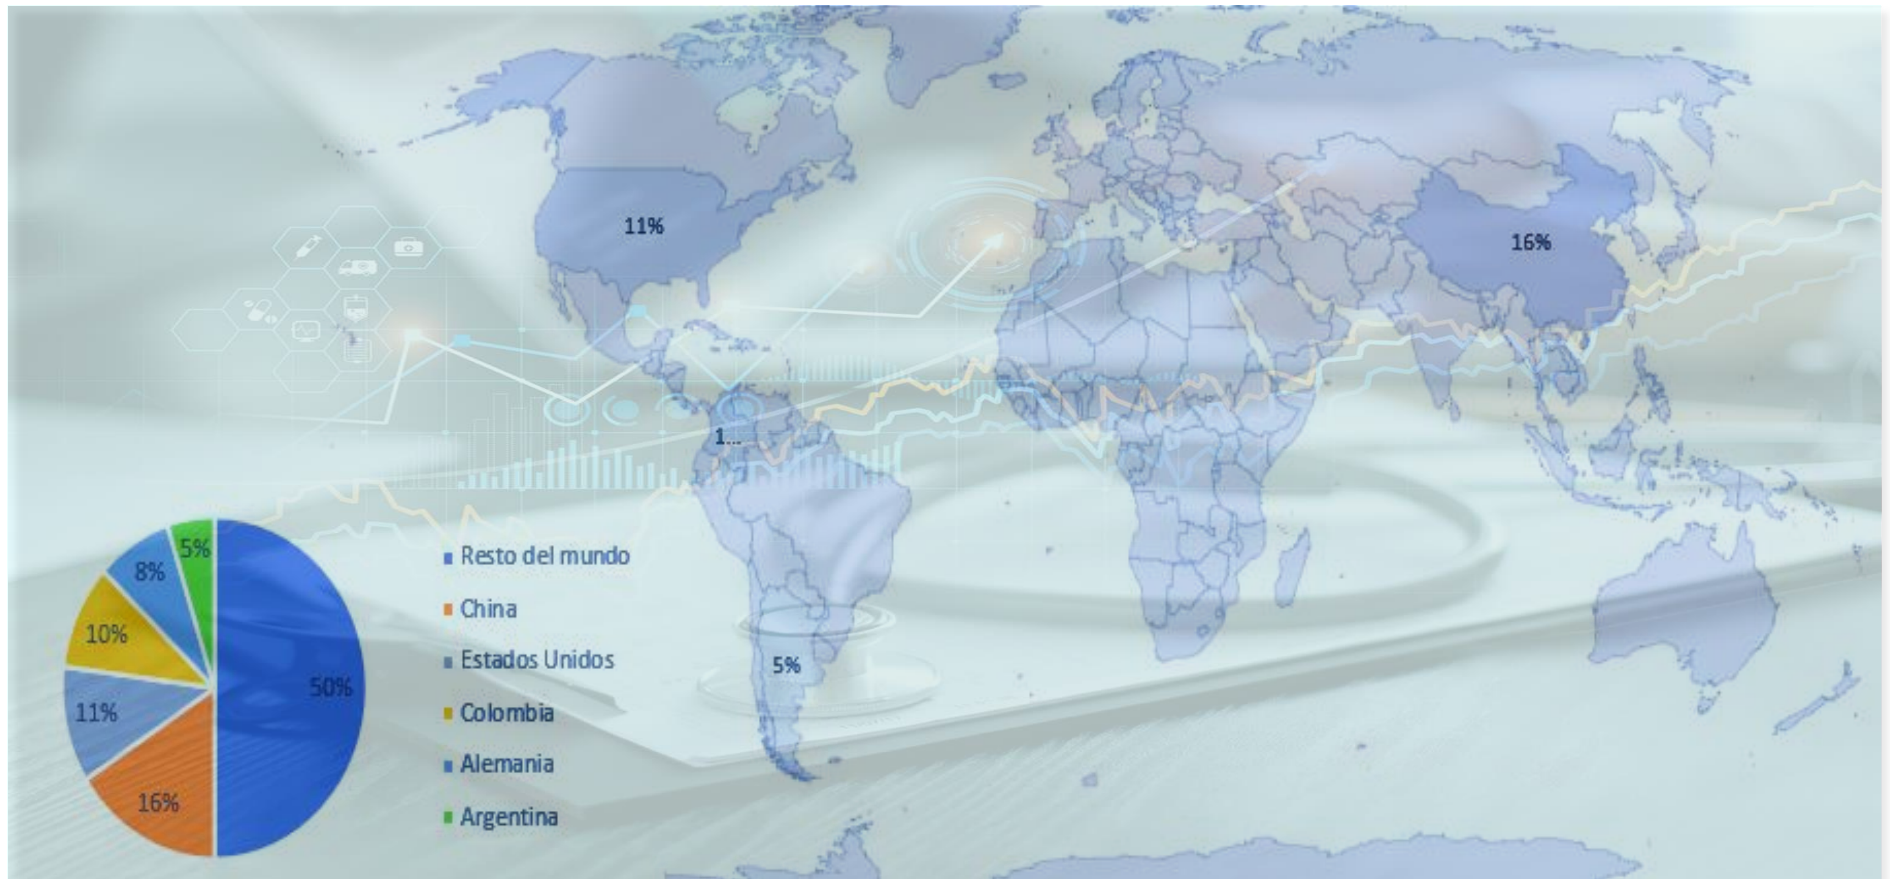 11%
16%
1...
5%
5%
8%
10%
50%
11%
16%
Resto del mundo
China
Estados Unidos
Colombia
Alemania
Argentina